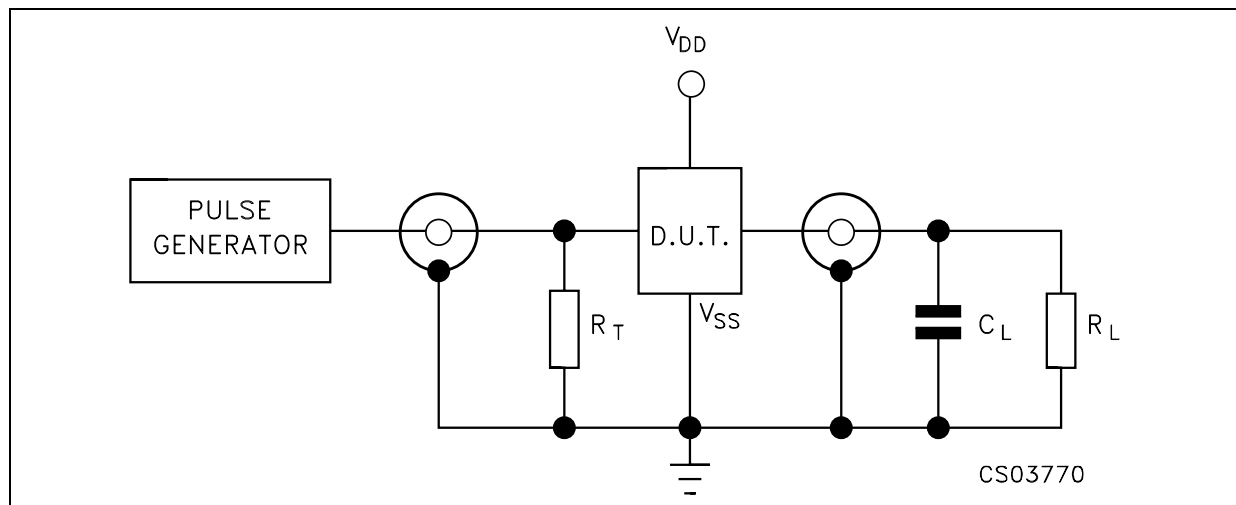 VDD
PULSE
GENERATOR
D.U.T.
VSS
RT
CL
RL
CS03770